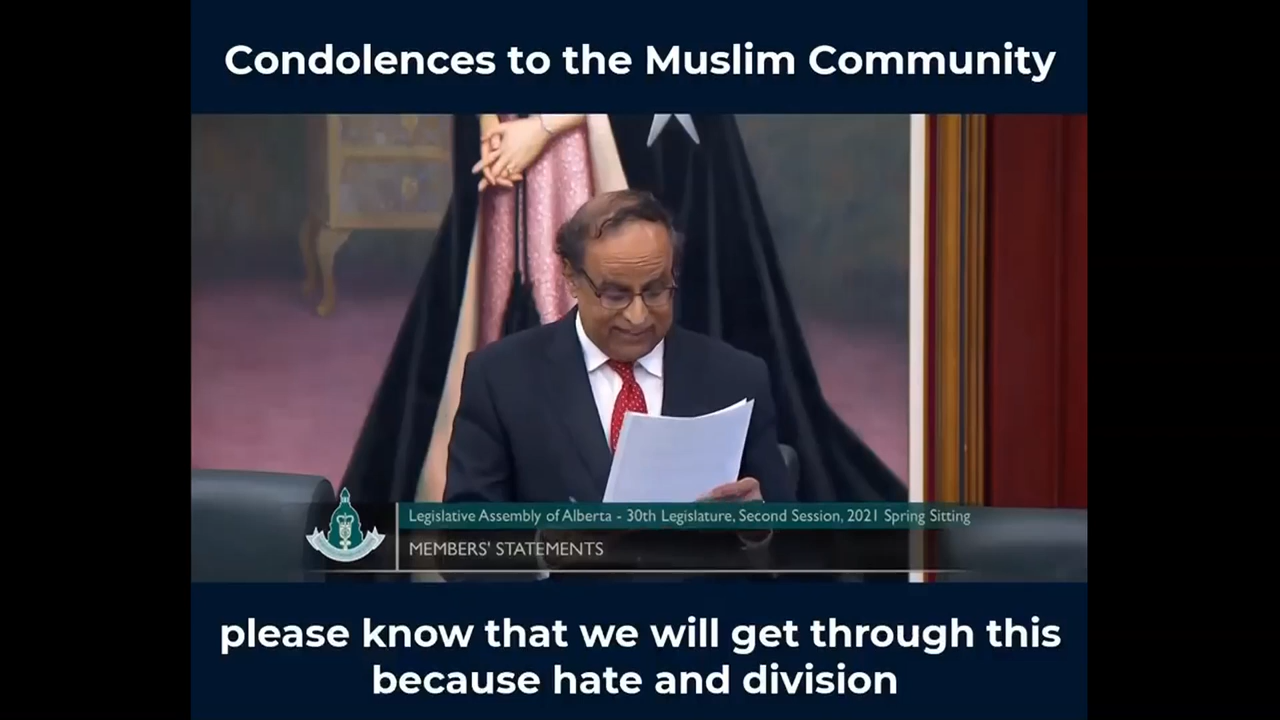 Condolences to the Muslim Community
Legislative Assembly of Alberta - 30th Legislature, Second Session, 2021 Spring Sitting
MEMBERS' STATEMENTS
please know that we will get through this
because hate and division